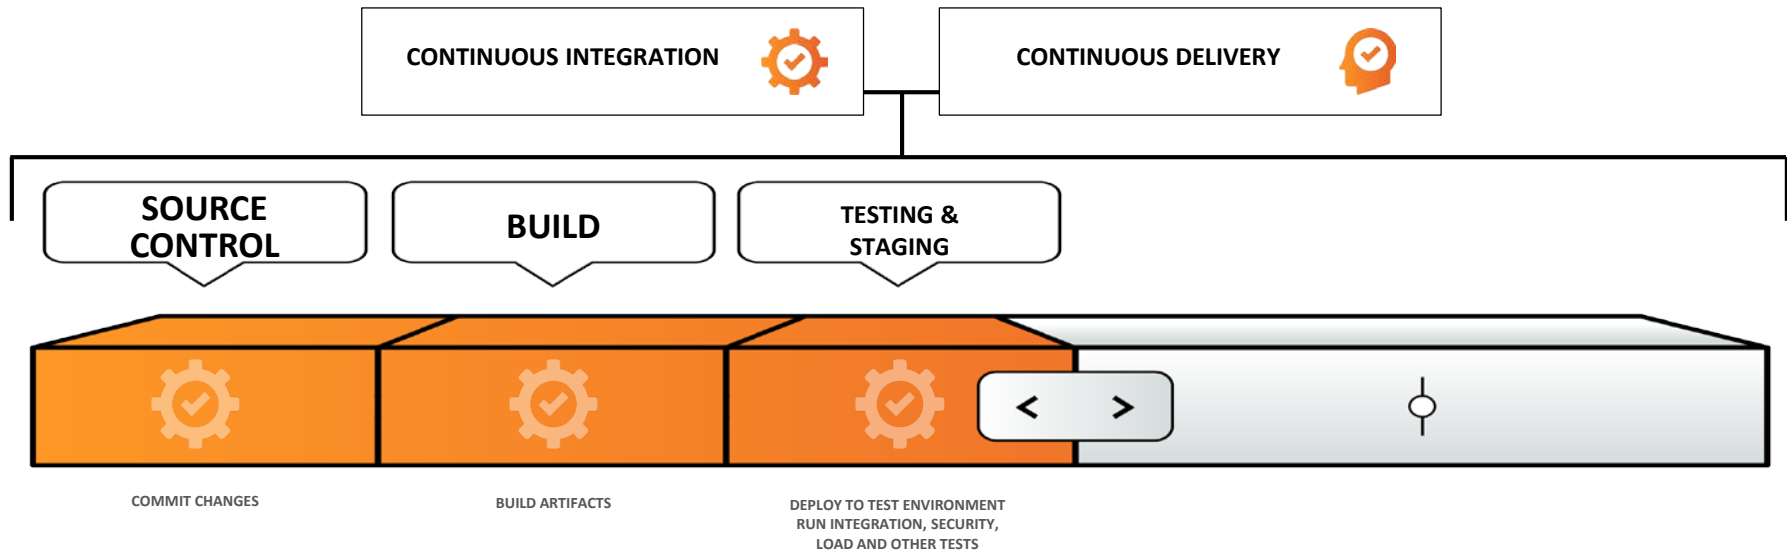 CONTINUOUS INTEGRATION
CONTINUOUS DELIVERY
SOURCE
CONTROL
BUILD
TESTING &
STAGING
< >
COMMIT CHANGES
BUILD ARTIFACTS
DEPLOY TO TEST ENVIRONMENT
RUN INTEGRATION, SECURITY,
LOAD AND OTHER TESTS